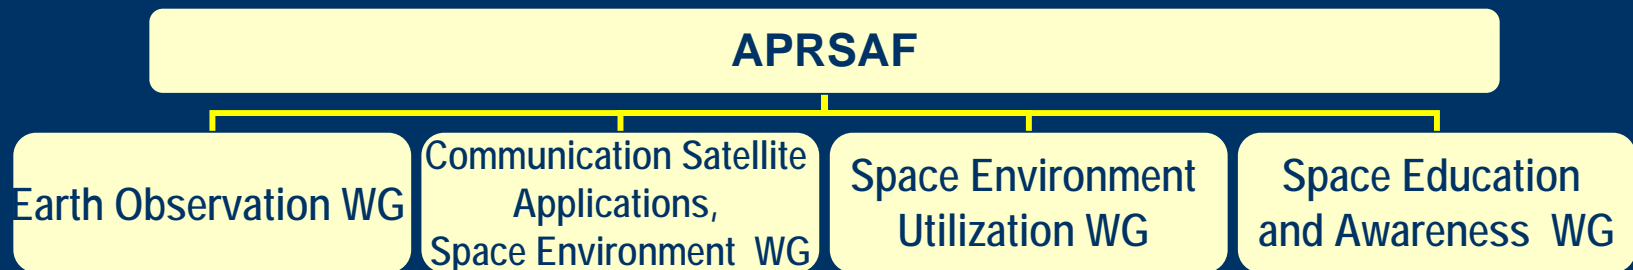 APRSAF
Earth Observation WG
Communication Satellite
Applications,
Space Environment WG
Space Environment
Utilization WG
Space Education
and Awareness WG